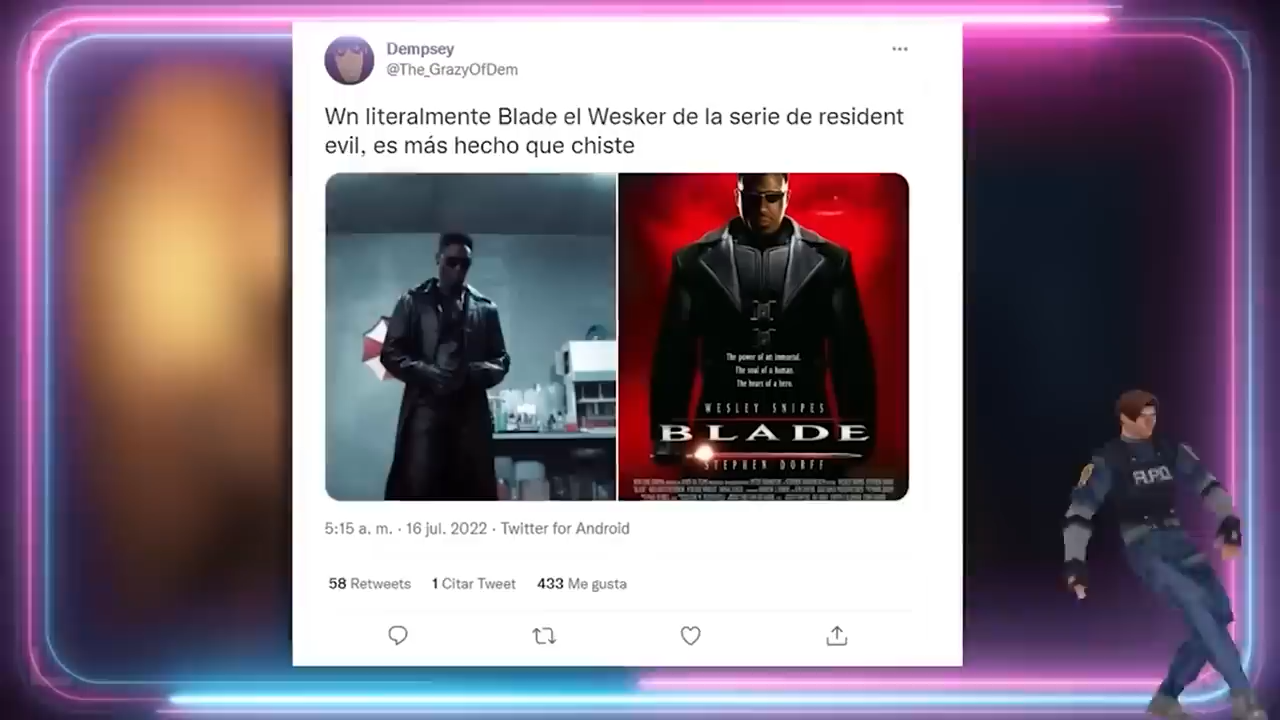 Dempsey
@The_GrazyOfDem
Wn literalmente Blade el Wesker de la serie de resident
evil, es más hecho que chiste
The power of an immortal.
The soul of a human.
The heart of a hero.
WESLEY SNIPES
BLADE
STEPHEN DORFF
5:15 a. m. · 16 jul. 2022 · Twitter for Android
58 Retweets 1 Citar Tweet 433 Me gusta
R.P.D.